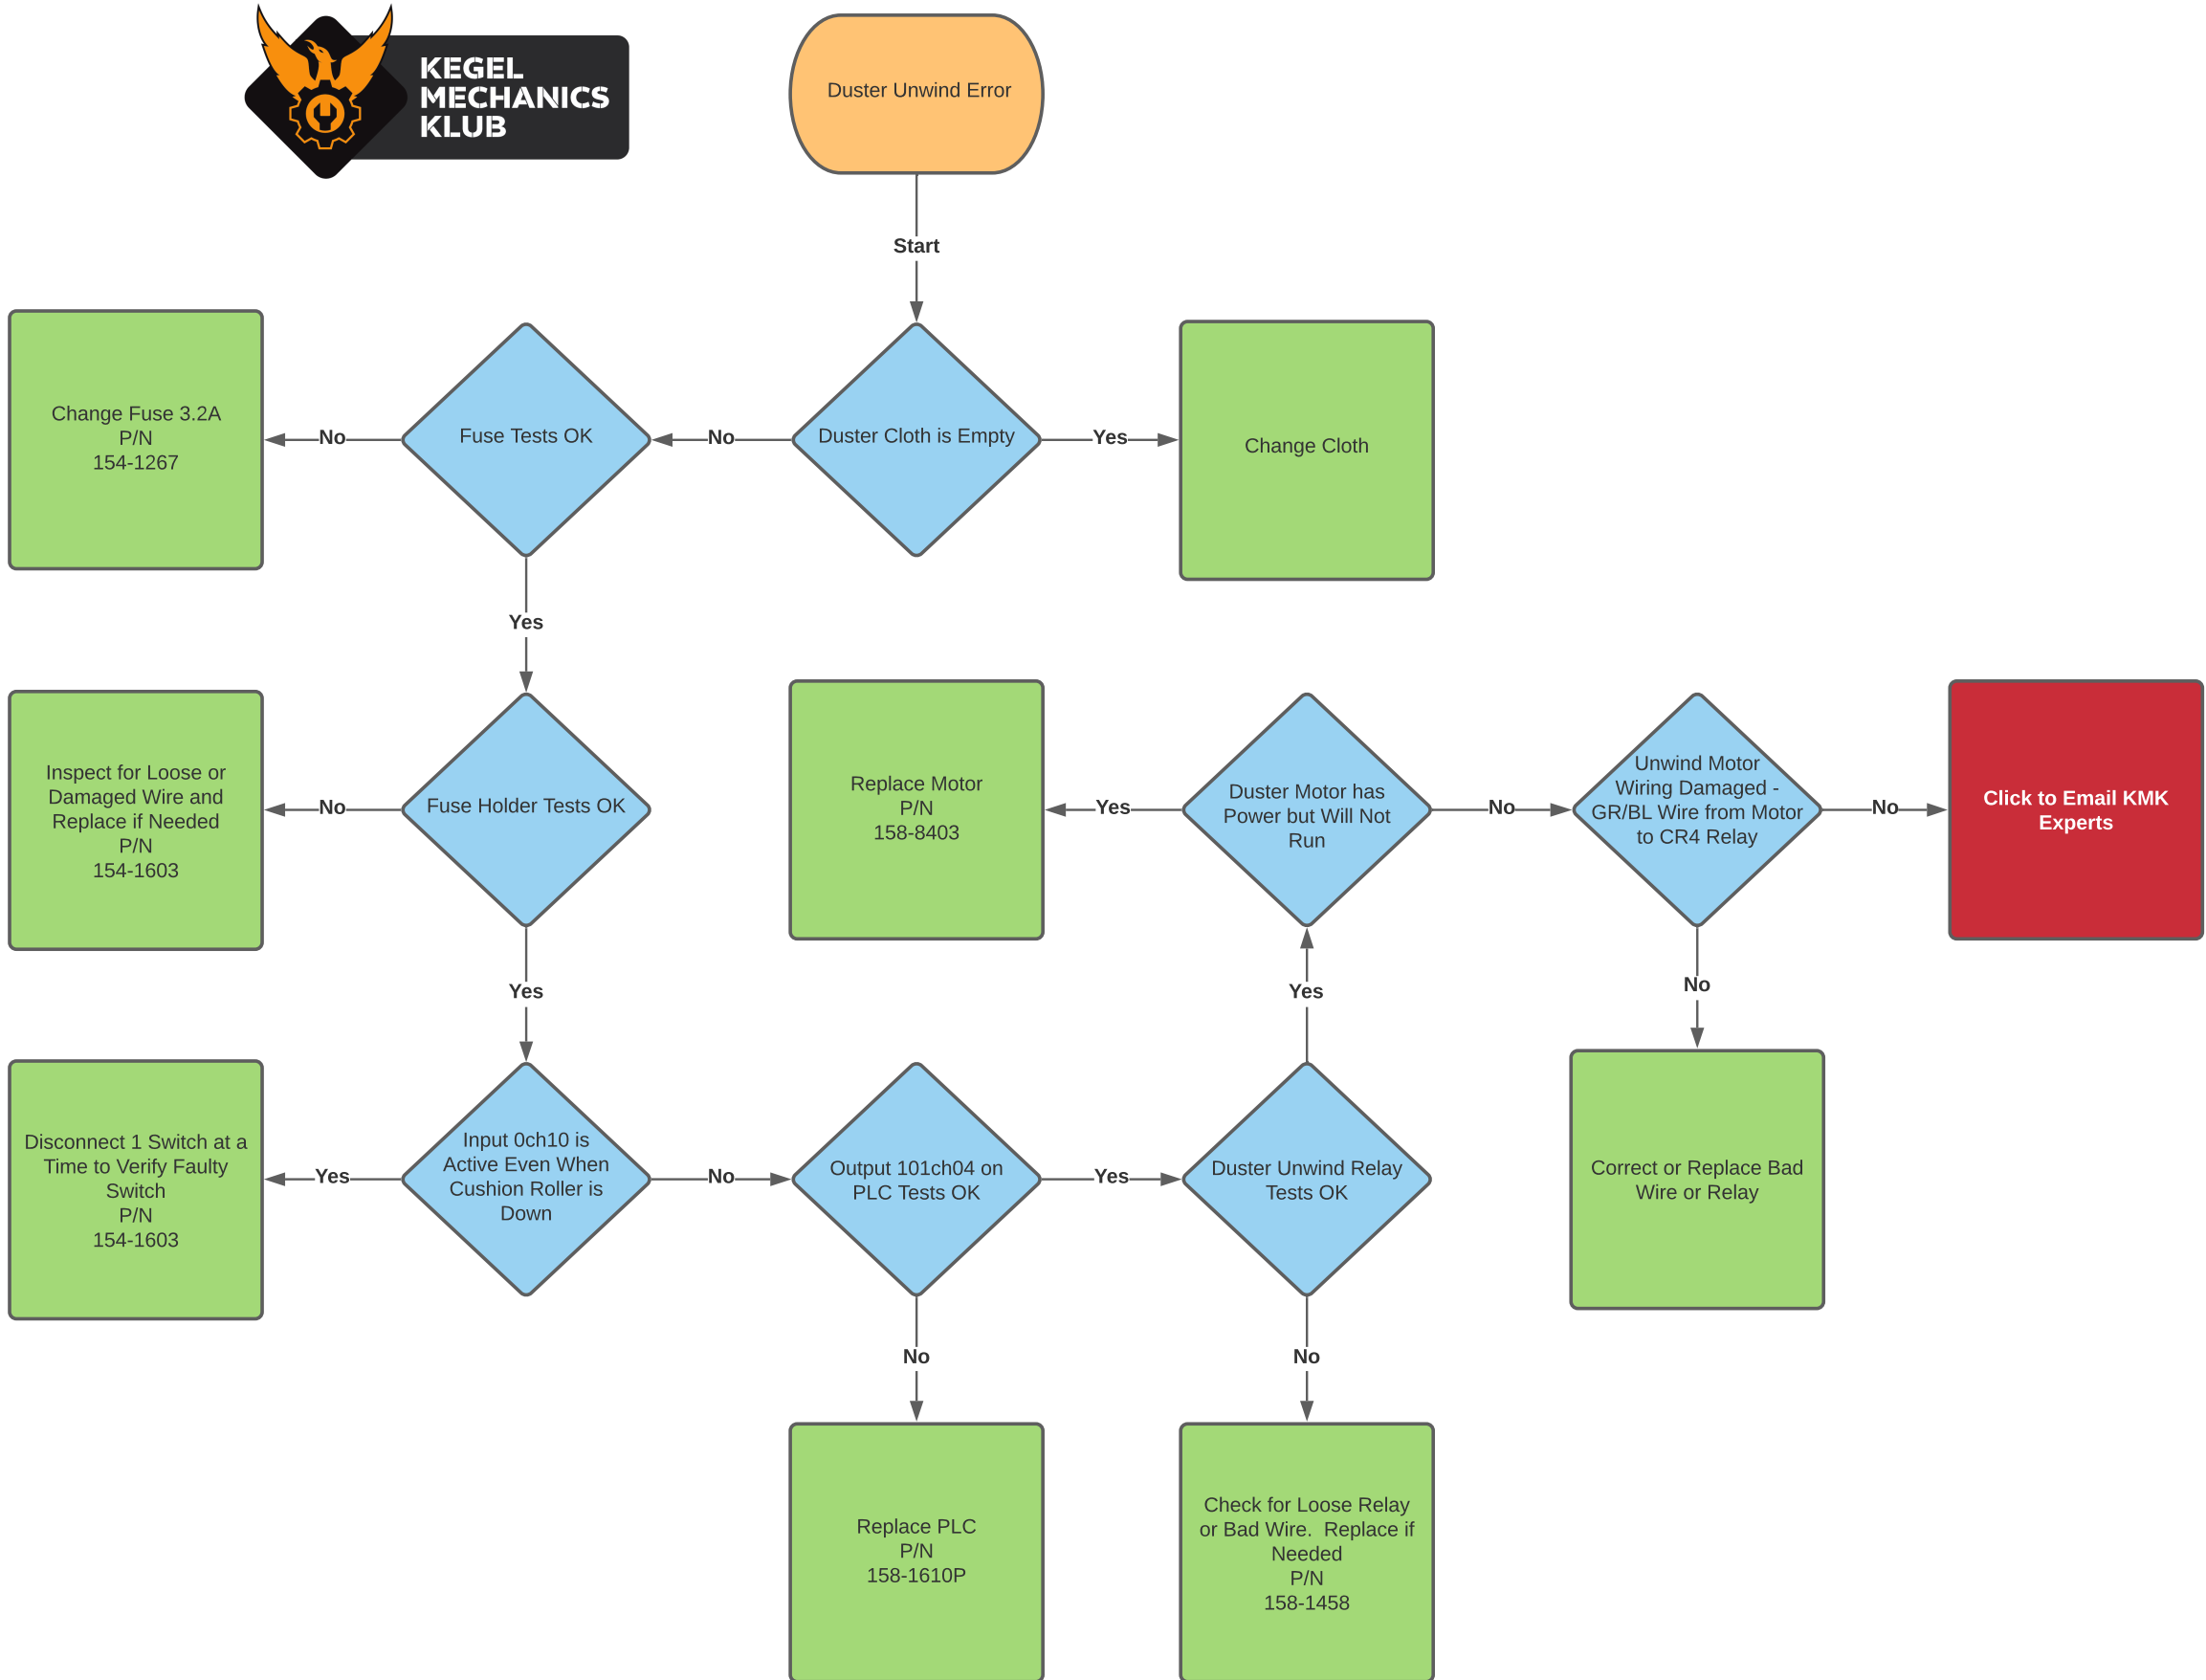 KEGEL
MECHANICS
KLUB
Duster Unwind Error
Start
Change Fuse 3.2A
P/N
154-1267
No
Fuse Tests OK
No
Duster Cloth is Empty
Yes
Change Cloth
Yes
Inspect for Loose or
Damaged Wire and
Replace if Needed
P/N
154-1603
No
Fuse Holder Tests OK
Replace Motor
P/N
158-8403
Yes
Duster Motor has
Power but Will Not
Run
No
Unwind Motor
Wiring Damaged -
GR/BL Wire from Motor
to CR4 Relay
No
Click to Email KMK
Experts
Yes
Yes
No
Disconnect 1 Switch at a
Time to Verify Faulty
Switch
P/N
154-1603
Yes
Input 0ch10 is
Active Even When
Cushion Roller is
Down
No
Output 101ch04 on
PLC Tests OK
Yes
Duster Unwind Relay
Tests OK
Correct or Replace Bad
Wire or Relay
No
No
Replace PLC
P/N
158-1610P
Check for Loose Relay
or Bad Wire.  Replace if
Needed
P/N
158-1458